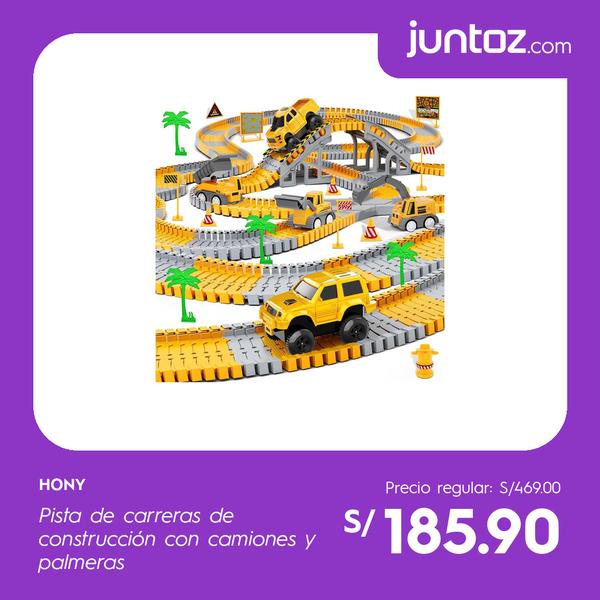 juntoz.com
HONY
Pista de carreras de
construcción con camiones y
palmeras
Precio regular: S/469.00
S/185.90